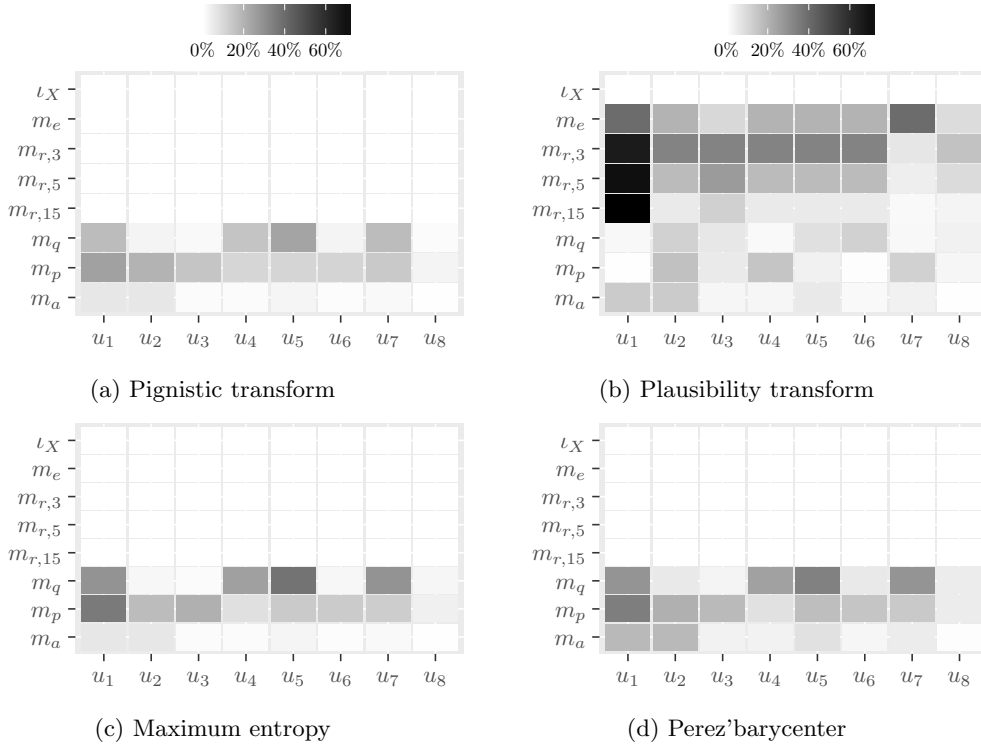 0% 20% 40% 60%
0% 20% 40% 60%
ι_X
m_e
m_{r,3}
m_{r,5}
m_{r,15}
m_q
m_p
m_a
u_1 u_2 u_3 u_4 u_5 u_6 u_7 u_8
(a) Pignistic transform
ι_X
m_e
m_{r,3}
m_{r,5}
m_{r,15}
m_q
m_p
m_a
u_1 u_2 u_3 u_4 u_5 u_6 u_7 u_8
(b) Plausibility transform
ι_X
m_e
m_{r,3}
m_{r,5}
m_{r,15}
m_q
m_p
m_a
u_1 u_2 u_3 u_4 u_5 u_6 u_7 u_8
(c) Maximum entropy
ι_X
m_e
m_{r,3}
m_{r,5}
m_{r,15}
m_q
m_p
m_a
u_1 u_2 u_3 u_4 u_5 u_6 u_7 u_8
(d) Perez'barycenter